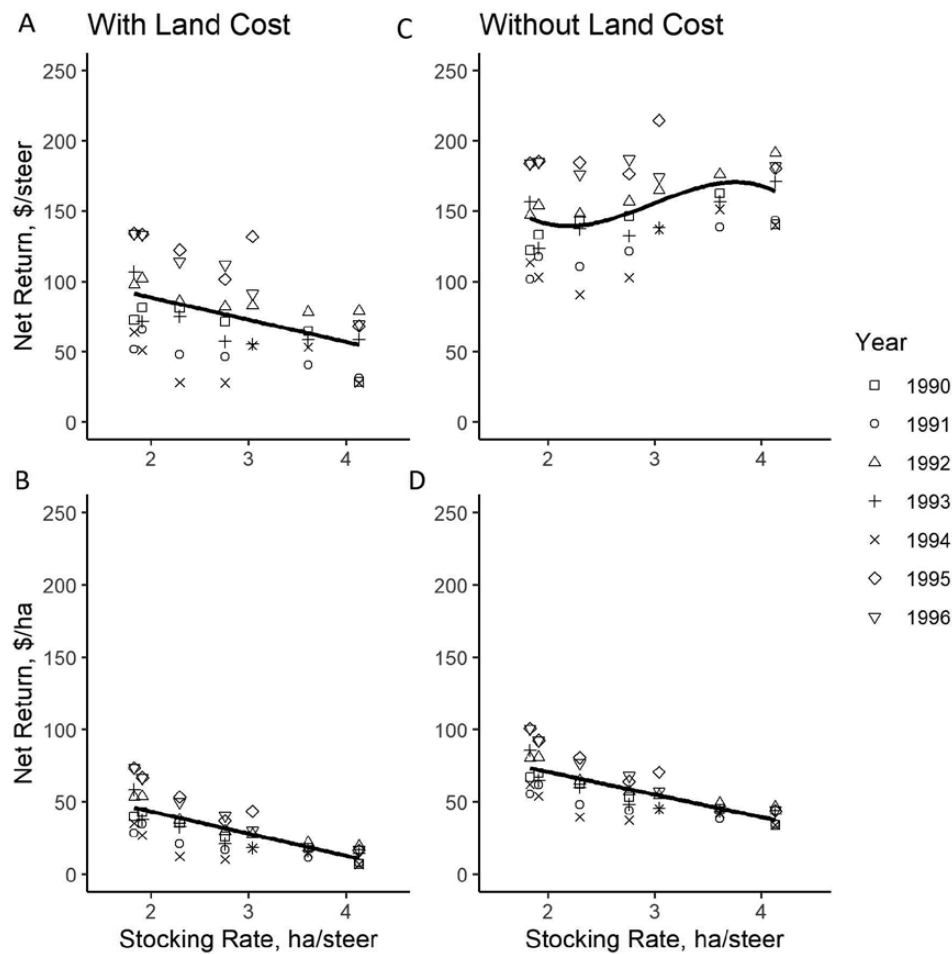 A With Land Cost
C Without Land Cost
Net Return, $/steer
250
200
150
100
50
0
2 3 4
250
200
150
100
50
0
2 3 4
B
Net Return, $/ha
250
200
150
100
50
0
2 3 4
Stocking Rate, ha/steer
D
250
200
150
100
50
0
2 3 4
Stocking Rate, ha/steer
Year
1990
1991
1992
1993
1994
1995
1996